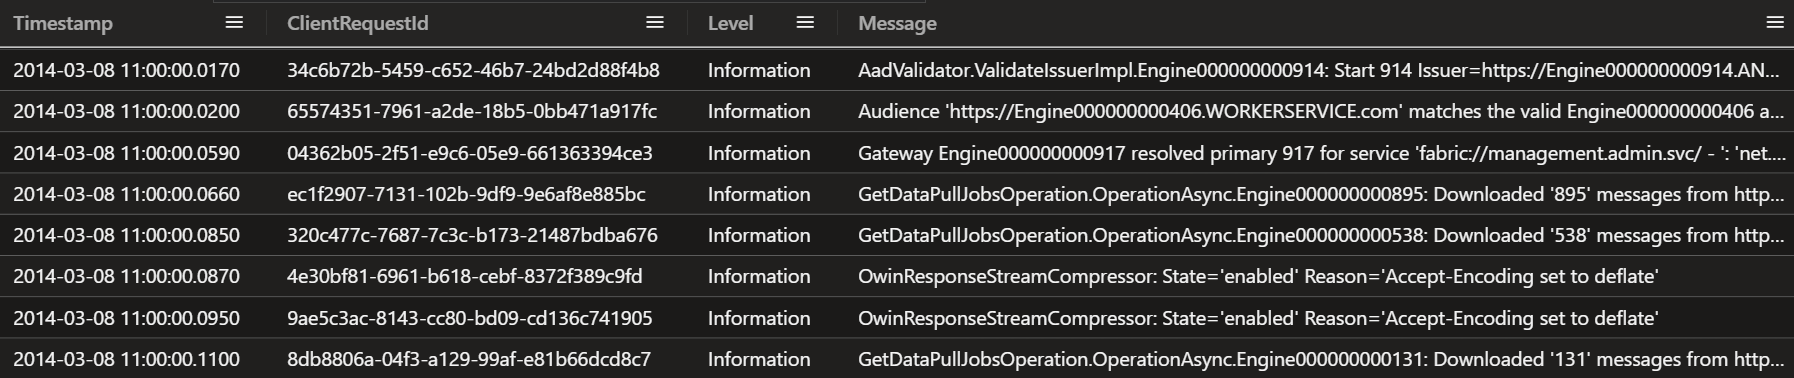 Timestamp ClientRequestId Level Message
2014-03-08 11:00:00.0170 34c6b72b-5459-c652-46b7-24bd2d88f4b8 Information AadValidator.ValidateIssuerImpl.Engine000000000914: Start 914 Issuer=https://Engine000000000914.AN...
2014-03-08 11:00:00.0200 65574351-7961-a2de-18b5-0bb471a917fc Information Audience 'https://Engine000000000406.WORKERSERVICE.com' matches the valid Engine000000000406 a...
2014-03-08 11:00:00.0590 04362b05-2f51-e9c6-05e9-661363394ce3 Information Gateway Engine000000000917 resolved primary 917 for service 'fabric://management.admin.svc/ - ': 'net....
2014-03-08 11:00:00.0660 ec1f2907-7131-102b-9df9-9e6af8e885bc Information GetDataPullJobsOperation.OperationAsync.Engine000000000895: Downloaded '895' messages from http...
2014-03-08 11:00:00.0850 320c477c-7687-7c3c-b173-21487bdba676 Information GetDataPullJobsOperation.OperationAsync.Engine000000000538: Downloaded '538' messages from http...
2014-03-08 11:00:00.0870 4e30bf81-6961-b618-cebf-8372f389c9fd Information OwinResponseStreamCompressor: State='enabled' Reason='Accept-Encoding set to deflate'
2014-03-08 11:00:00.0950 9ae5c3ac-8143-cc80-bd09-cd136c741905 Information OwinResponseStreamCompressor: State='enabled' Reason='Accept-Encoding set to deflate'
2014-03-08 11:00:00.1100 8db8806a-04f3-a129-99af-e81b66dcd8c7 Information GetDataPullJobsOperation.OperationAsync.Engine000000000131: Downloaded '131' messages from http...